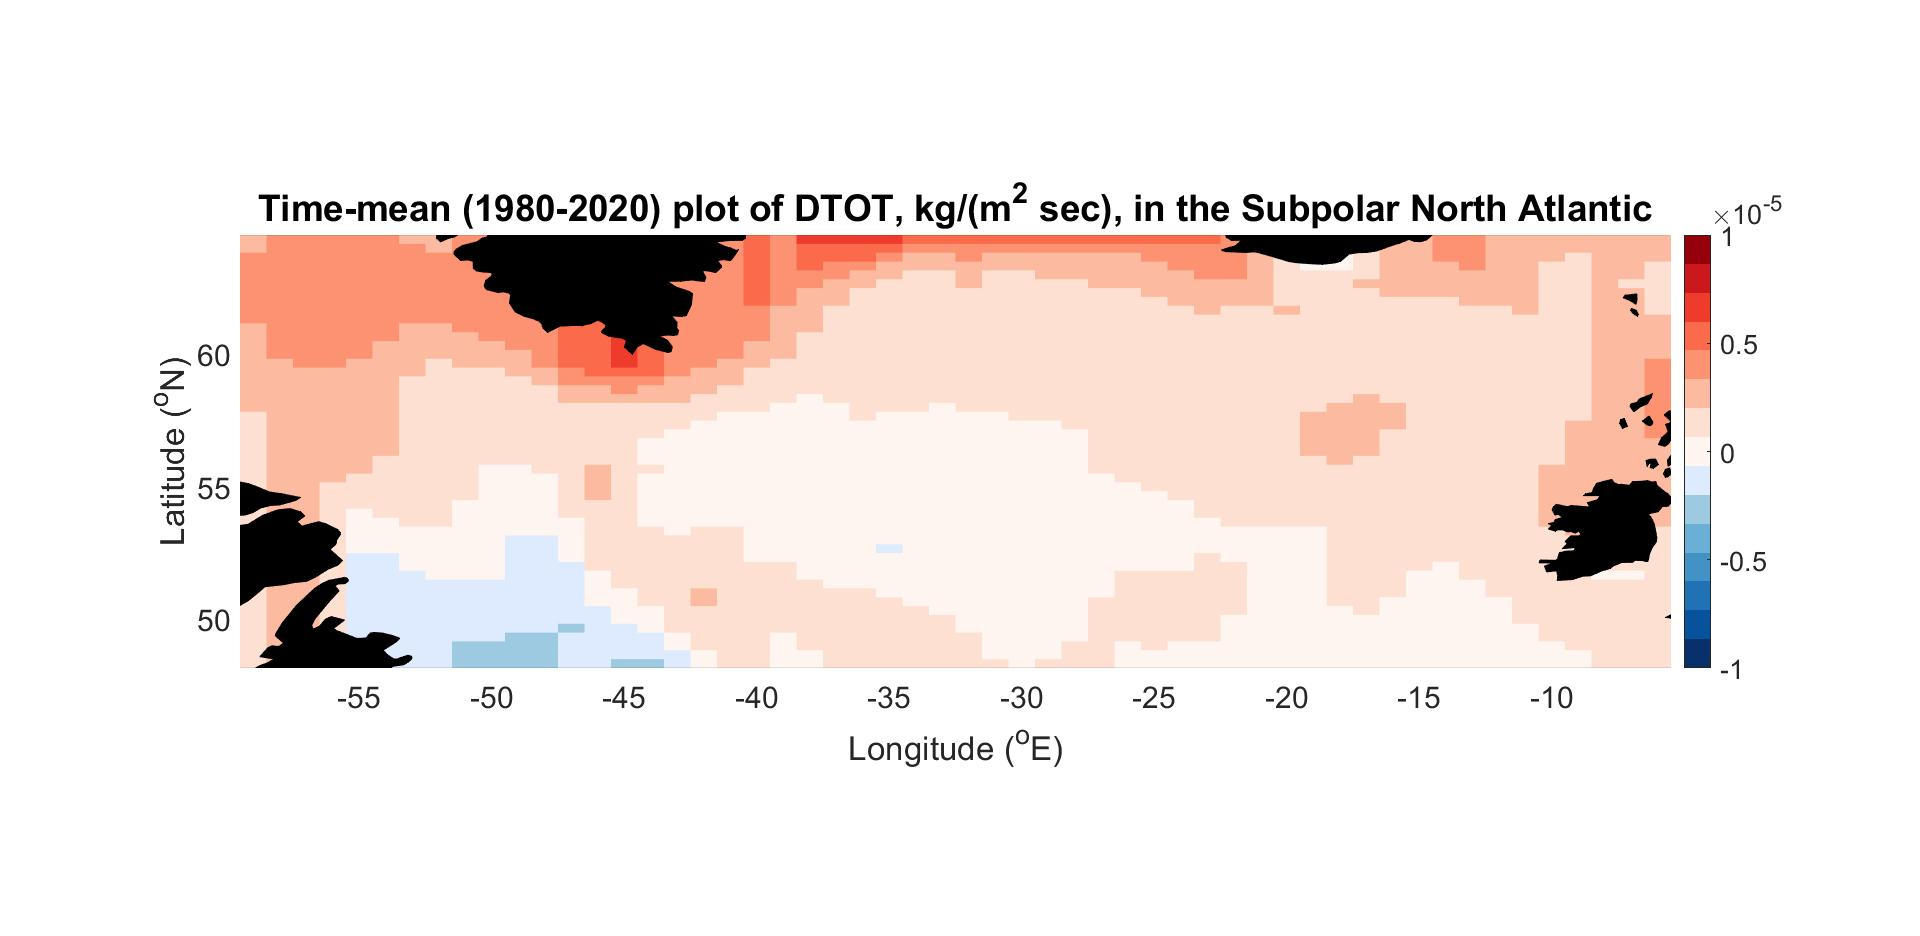 Time-mean (1980-2020) plot of DTOT, kg/(m² sec), in the Subpolar North Atlantic
×10⁻⁵
1
0.5
0
-0.5
-1
Latitude (°N)
60
55
50
-55 -50 -45 -40 -35 -30 -25 -20 -15 -10
Longitude (°E)